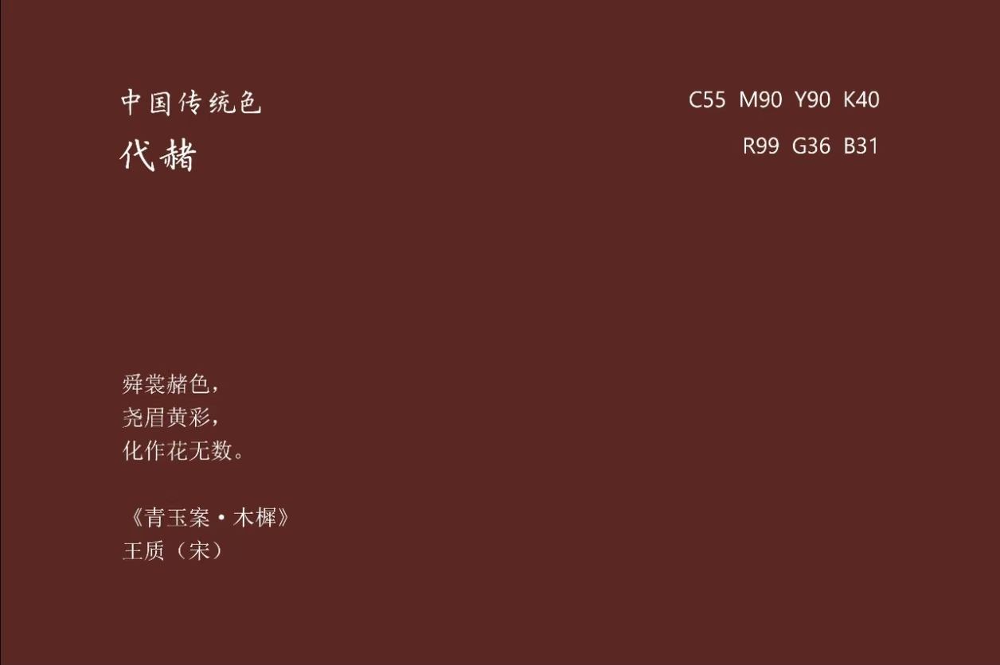 中国传统色
代赭
C55 M90 Y90 K40
R99 G36 B31
舜裳赭色，
尧眉黄彩，
化作花无数。
《青玉案·木樨》
王质（宋）